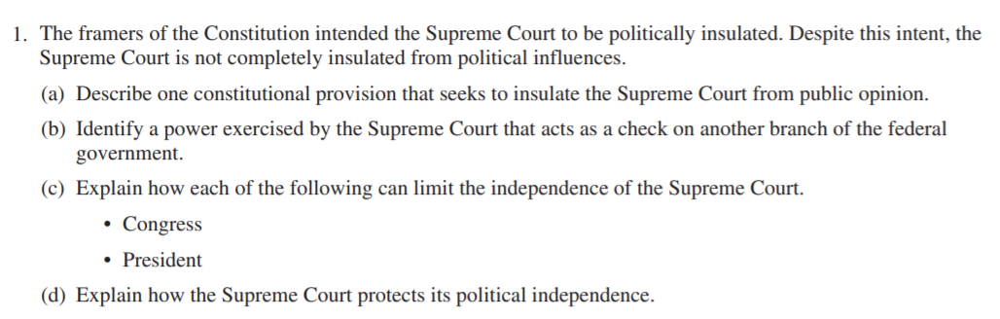 1. The framers of the Constitution intended the Supreme Court to be politically insulated. Despite this intent, the
Supreme Court is not completely insulated from political influences.
(a) Describe one constitutional provision that seeks to insulate the Supreme Court from public opinion.
(b) Identify a power exercised by the Supreme Court that acts as a check on another branch of the federal
government.
(c) Explain how each of the following can limit the independence of the Supreme Court.
• Congress
• President
(d) Explain how the Supreme Court protects its political independence.